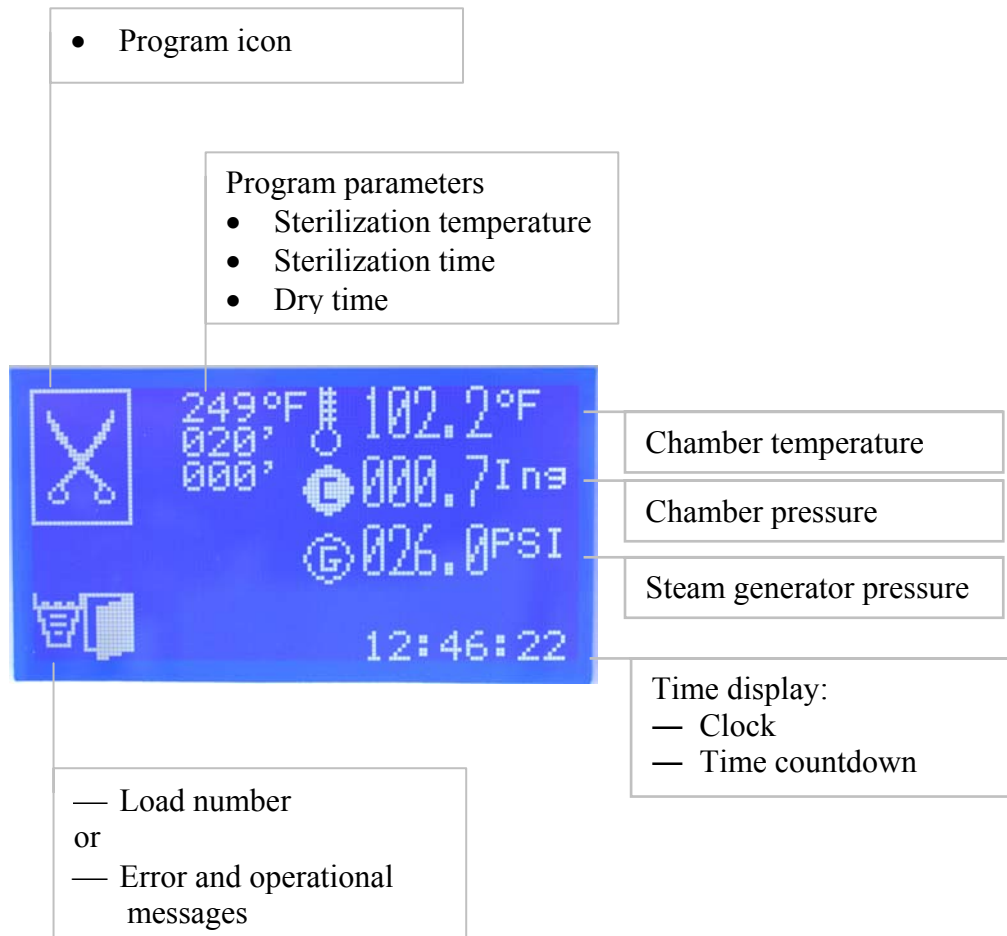 • Program icon
Program parameters
• Sterilization temperature
• Sterilization time
• Dry time
249°F 102.2°F
020’
000’ C 000.7Ing
G 026.0PSI
12:46:22
Chamber temperature
Chamber pressure
Steam generator pressure
Time display:
— Clock
— Time countdown
— Load number
or
— Error and operational
messages